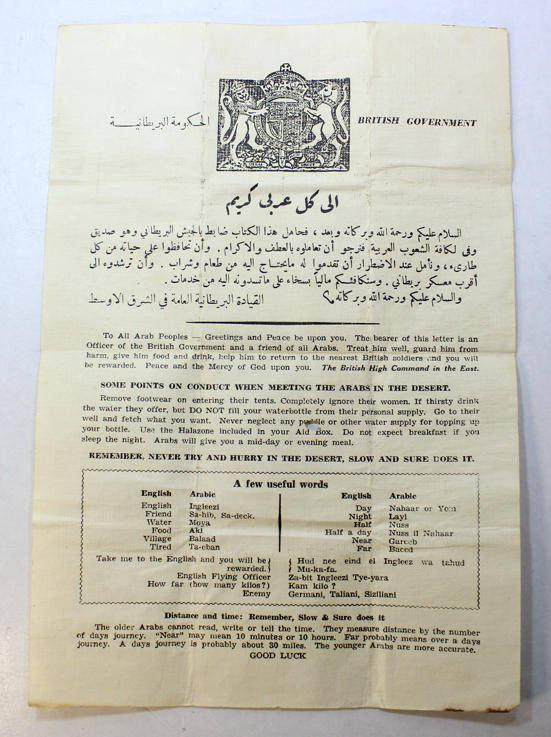 الحكومة البريطانية
BRITISH GOVERNMENT
الى كل عربي كريم
السلام عليكم ورحمة الله وبركاته وبعد ، فحامل هذا الكتاب ضابط بالجيش البريطاني وهو صديق
وفى لكافة الشعوب العربية فنرجو أن تعاملوه بالعطف والاكرام . وأن تحافظوا على حياته من كل
طارىء ، ونأمل عند الاضطرار أن تقدموا له مايحتاج اليه من طعام وشراب . وأن ترشدوه الى
أقرب معسكر بريطاني . وسنكافئكم مالياً بسخاء على ماتسدونه اليه من خدمات .
والسلام عليكم ورحمة الله وبركاته
القيادة البريطانية العامة في الشرق الاوسط
To All Arab Peoples — Greetings and Peace be upon you. The bearer of this letter is an
Officer of the British Government and a friend of all Arabs. Treat him well, guard him from
harm, give him food and drink, help him to return to the nearest British soldiers and you will
be rewarded. Peace and the Mercy of God upon you. The British High Command in the East.
SOME POINTS ON CONDUCT WHEN MEETING THE ARABS IN THE DESERT.
Remove footwear on entering their tents. Completely ignore their women. If thirsty drink
the water they offer, but DO NOT fill your waterbottle from their personal supply. Go to their
well and fetch what you want. Never neglect any puddle or other water supply for topping up
your bottle. Use the Halazone included in your Aid Box. Do not expect breakfast if you
sleep the night. Arabs will give you a mid-day or evening meal.
REMEMBER, NEVER TRY AND HURRY IN THE DESERT, SLOW AND SURE DOES IT.
A few useful words
English Arabic
English Ingleezi
Friend Sa-hib, Sa-deek.
Water Moya
Food Akl
Village Balaad
Tired Ta-eban
English Arabic
Day Nahaar or Yom
Night Layl
Half Nuss
Half a day Nuss il Nahaar
Near Gareeb
Far Baeed
Take me to the English and you will be } { Hud nee eind el Ingleez wa tahud
rewarded. } { Mu-ka-fa.
English Flying Officer Za-bit Ingleezi Tye-yara
How far (how many kilos?) Kam kilo ?
Enemy Germani, Taliani, Siziliani
Distance and time: Remember, Slow & Sure does it
The older Arabs cannot read, write or tell the time. They measure distance by the number
of days journey. "Near" may mean 10 minutes or 10 hours. Far probably means over a days
journey. A days journey is probably about 30 miles. The younger Arabs are more accurate.
GOOD LUCK